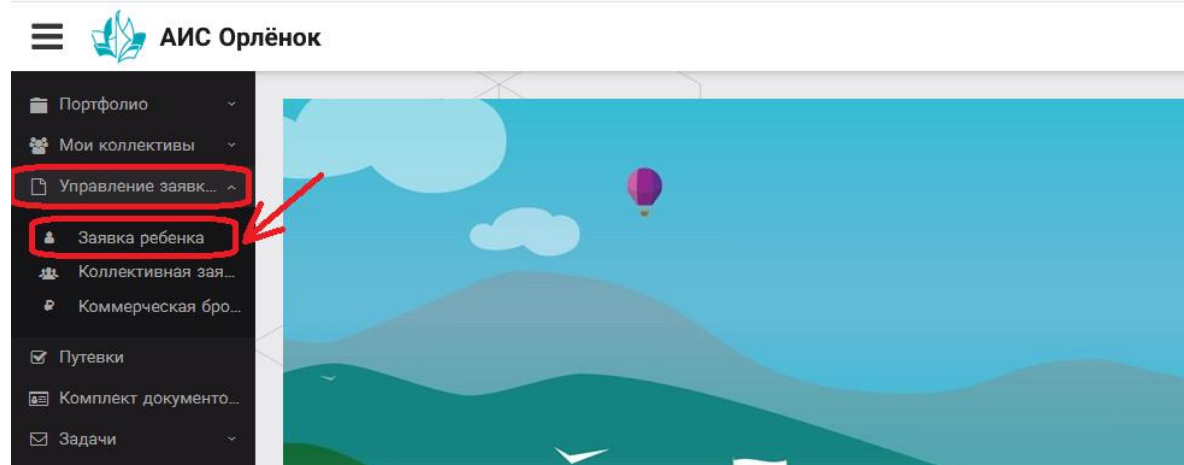 АИС Орлёнок
Портфолио
Мои коллективы
Управление заявк...
Заявка ребенка
Коллективная зая...
Коммерческая бро...
Путевки
Комплект документо...
Задачи